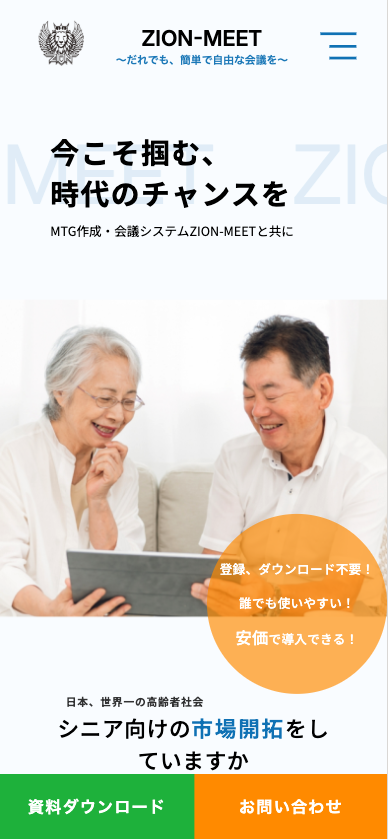 ZION-MEET
〜だれでも、簡単で自由な会議を〜
MEET ZIO
今こそ掴む、
時代のチャンスを
MTG作成・会議システムZION-MEETと共に
登録、ダウンロード不要！
誰でも使いやすい！
安価で導入できる！
日本、世界一の高齢者社会
シニア向けの市場開拓をし
ていますか
資料ダウンロード お問い合わせ